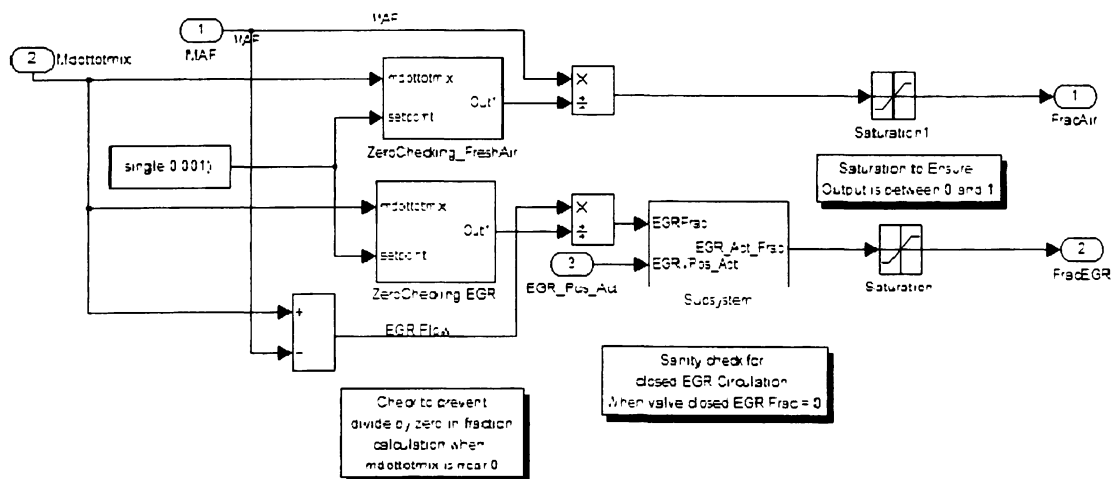 1
MAF
MAF
MAF
2
Mdottotmix
mdottotmix
Out1
setpoint
ZeroChecking_FreshAir
×
÷
Saturation1
1
FracAir
single(0.001)
Saturation to Ensure
Output is between 0 and 1
mdottotmix
Out1
setpoint
ZeroChecking EGR
×
÷
EGRFrac
EGR_Act_Frac
EGR_Pos_Act
Subsystem
3
EGR_Pos_Act
Saturation
2
FracEGR
+
−
EGR Flow
Sanity check for
closed EGR Circulation
When valve closed EGR Frac = 0
Check to prevent
divide by zero in fraction
calculation when
mdottotmix is near 0